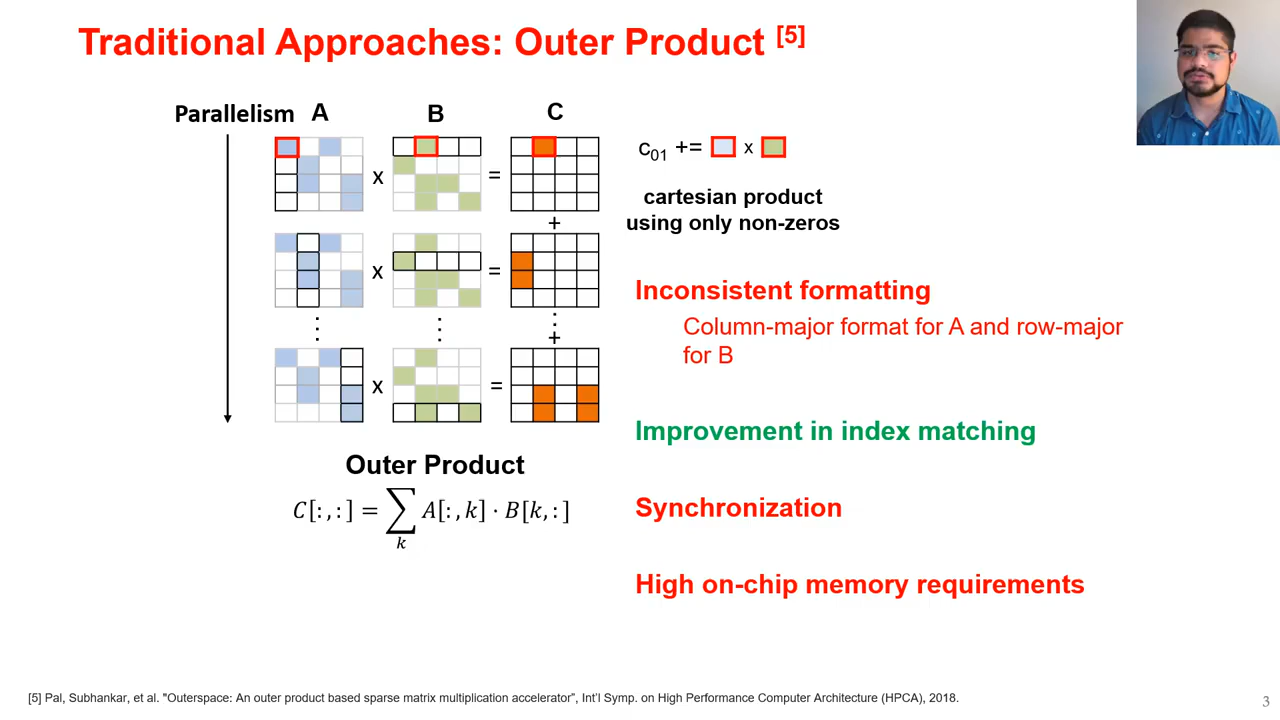 Traditional Approaches: Outer Product [5]
Parallelism A B C
x = 
c01 += x
cartesian product
using only non-zeros
+
x =
Inconsistent formatting
Column-major format for A and row-major
for B
⋮ ⋮ ⋮
+
x =
Improvement in index matching
Outer Product
C[:,:] = ∑k A[:,k] · B[k,:]
Synchronization
High on-chip memory requirements
[5] Pal, Subhankar, et al. "Outerspace: An outer product based sparse matrix multiplication accelerator", Int'l Symp. on High Performance Computer Architecture (HPCA), 2018.
3